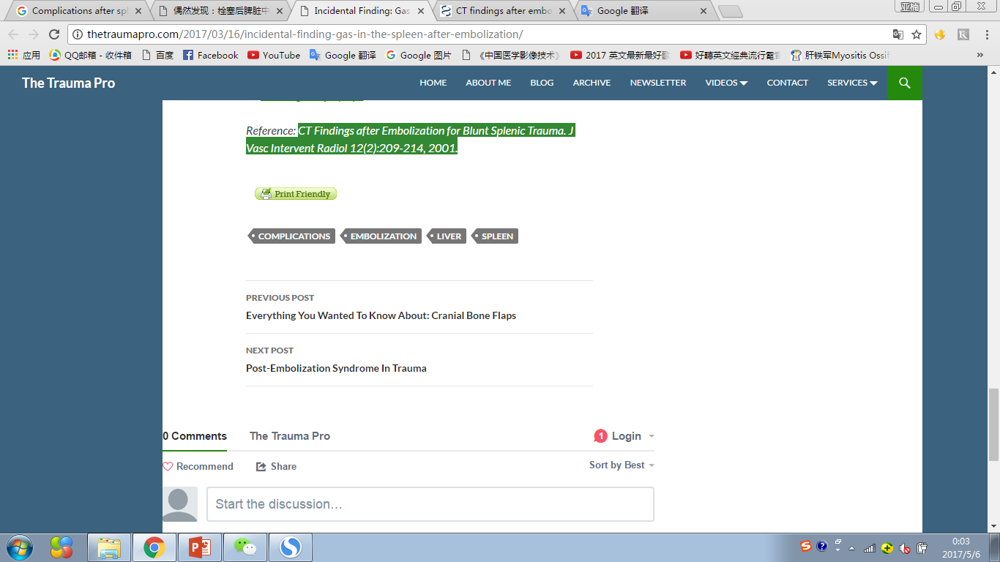 Complications after spl
偶然发现：栓塞后脾脏中
Incidental Finding: Gas
CT findings after embo
Google 翻译
亚楠
thetraumapro.com/2017/03/16/incidental-finding-gas-in-the-spleen-after-embolization/
应用
QQ邮箱 - 收件箱
百度
Facebook
YouTube
Google 翻译
Google 图片
《中国医学影像技术》
2017 英文最新最好歌
好聽英文經典流行電音
肝铁军Myositis Ossif
The Trauma Pro
HOME
ABOUT ME
BLOG
ARCHIVE
NEWSLETTER
VIDEOS
CONTACT
SERVICES
Reference: CT Findings after Embolization for Blunt Splenic Trauma. J
Vasc Intervent Radiol 12(2):209-214, 2001.
Print Friendly
COMPLICATIONS
EMBOLIZATION
LIVER
SPLEEN
PREVIOUS POST
Everything You Wanted To Know About: Cranial Bone Flaps
NEXT POST
Post-Embolization Syndrome In Trauma
0 Comments
The Trauma Pro
1
Login
Recommend
Share
Sort by Best
Start the discussion…
0:03
2017/5/6